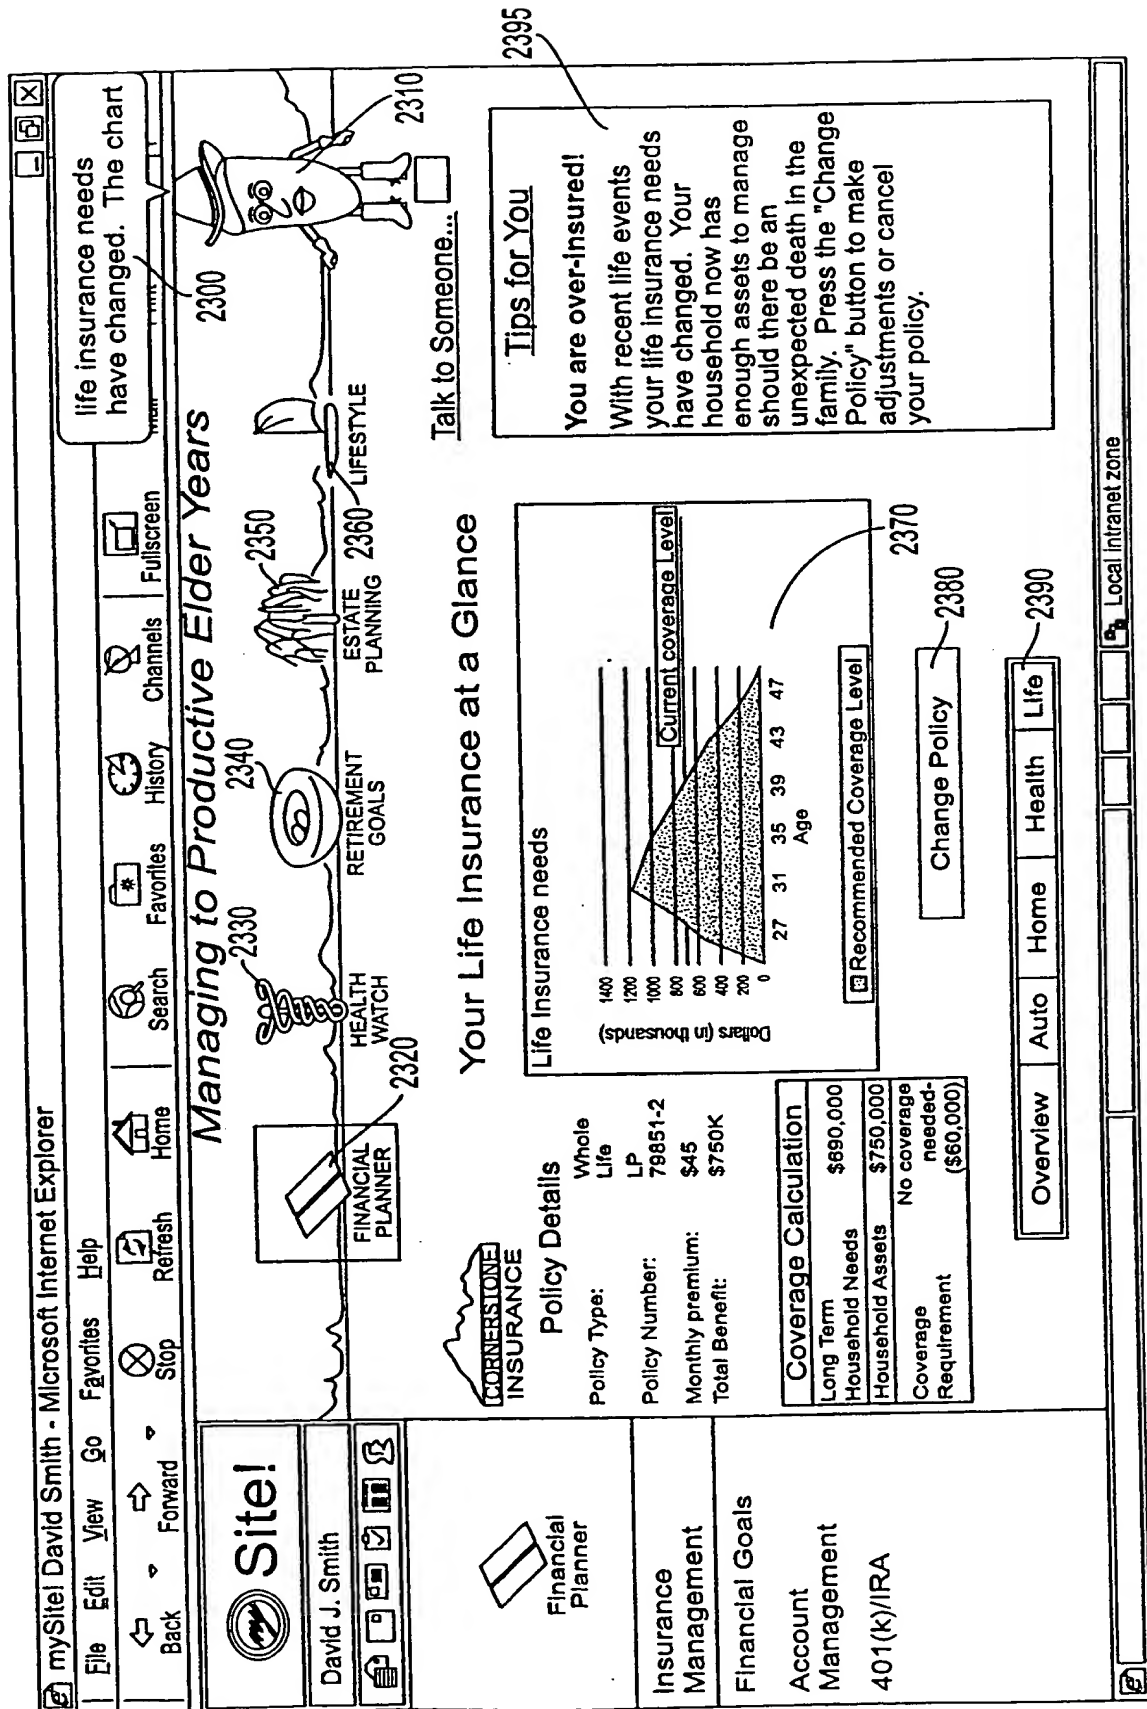 mySite! David Smith - Microsoft Internet Explorer
File Edit View Go Favorites Help
Back Forward Stop Refresh Home Search Favorites History Channels Fullscreen
life insurance needs
have changed. The chart
2300
my Site!
David J. Smith
Managing to Productive Elder Years
2310
FINANCIAL
PLANNER
2320
HEALTH
WATCH
2330
RETIREMENT
GOALS
2340
ESTATE
PLANNING
2350
LIFESTYLE
2360
Talk to Someone...
Financial
Planner
Insurance
Management
Financial Goals
Account
Management
401(k)/IRA
CORNERSTONE
INSURANCE
Your Life Insurance at a Glance
Policy Details
Policy Type: Whole
Life
Policy Number: LP
79851-2
Monthly premium: $45
Total Benefit: $750K
Coverage Calculation
Long Term
Household Needs $690,000
Household Assets $750,000
Coverage
Requirement
No coverage
needed-
($60,000)
Life Insurance needs
Dollars (in thousands)
1400
1200
1000
800
600
400
200
0
27 31 35 39 43 47
Age
Current coverage Level
Recommended Coverage Level
2370
Change Policy
2380
Overview Auto Home Health Life
2390
Tips for You
You are over-insured!
With recent life events
your life insurance needs
have changed. Your
household now has
enough assets to manage
should there be an
unexpected death in the
family. Press the "Change
Policy" button to make
adjustments or cancel
your policy.
2395
Local intranet zone